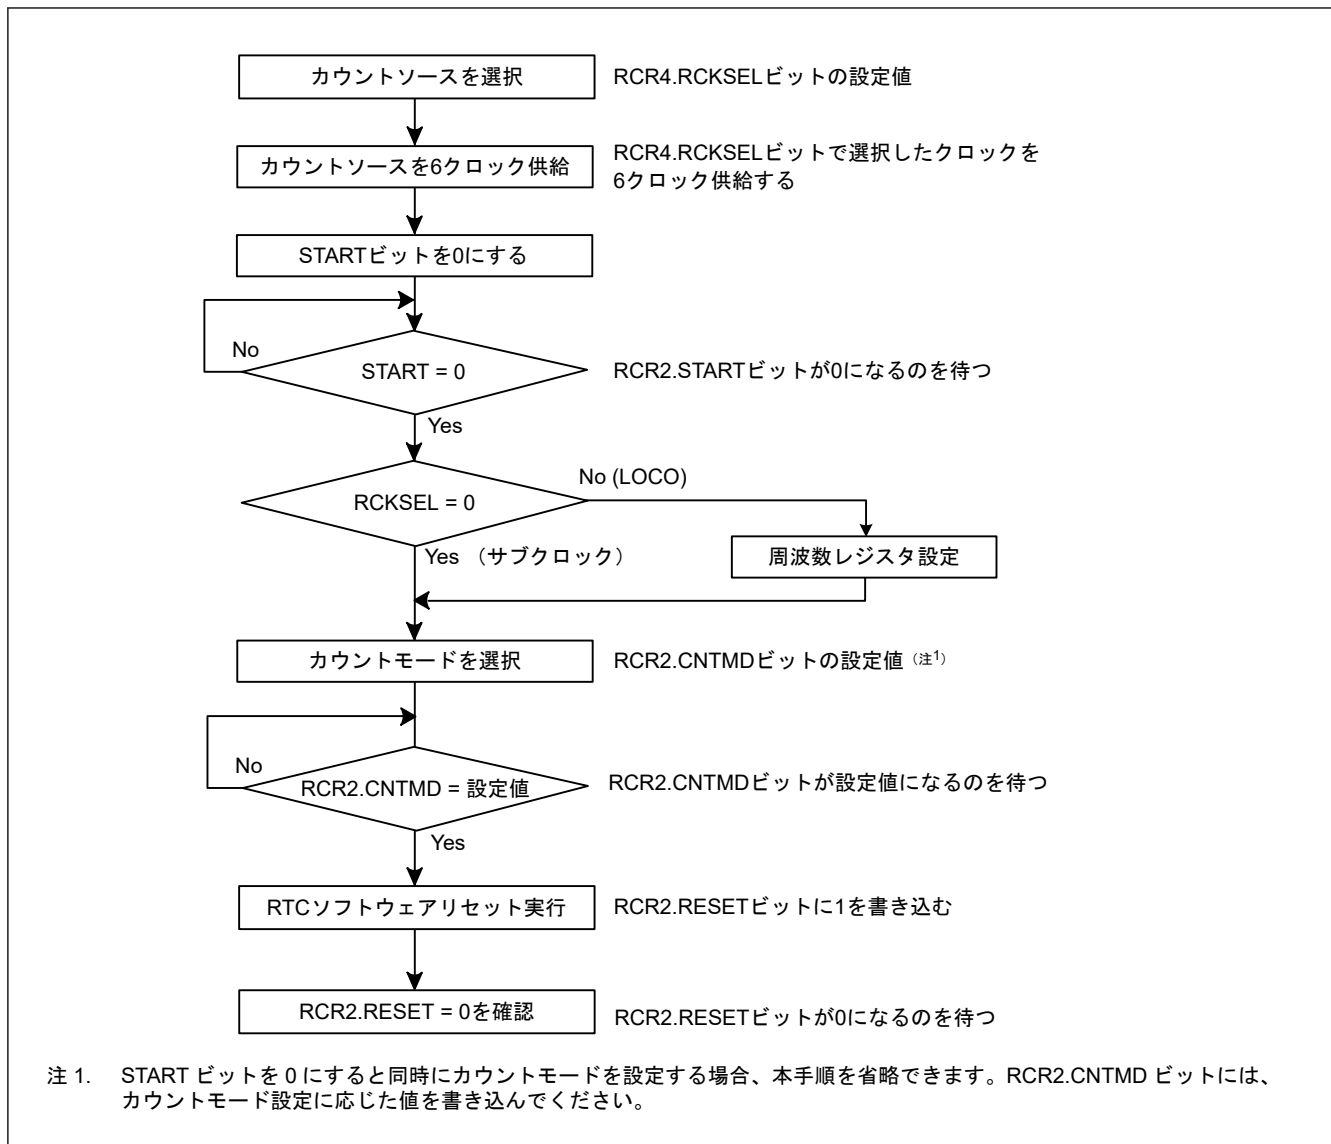 カウントソースを選択
RCR4.RCKSELビットの設定値
カウントソースを6クロック供給
RCR4.RCKSELビットで選択したクロックを
6クロック供給する
STARTビットを0にする
No
START = 0
RCR2.STARTビットが0になるのを待つ
Yes
No (LOCO)
RCKSEL = 0
Yes （サブクロック）
周波数レジスタ設定
カウントモードを選択
RCR2.CNTMDビットの設定値（注1）
No
RCR2.CNTMD = 設定値
RCR2.CNTMDビットが設定値になるのを待つ
Yes
RTCソフトウェアリセット実行
RCR2.RESETビットに1を書き込む
RCR2.RESET = 0を確認
RCR2.RESETビットが0になるのを待つ
注 1. START ビットを 0 にすると同時にカウントモードを設定する場合、本手順を省略できます。RCR2.CNTMD ビットには、
カウントモード設定に応じた値を書き込んでください。